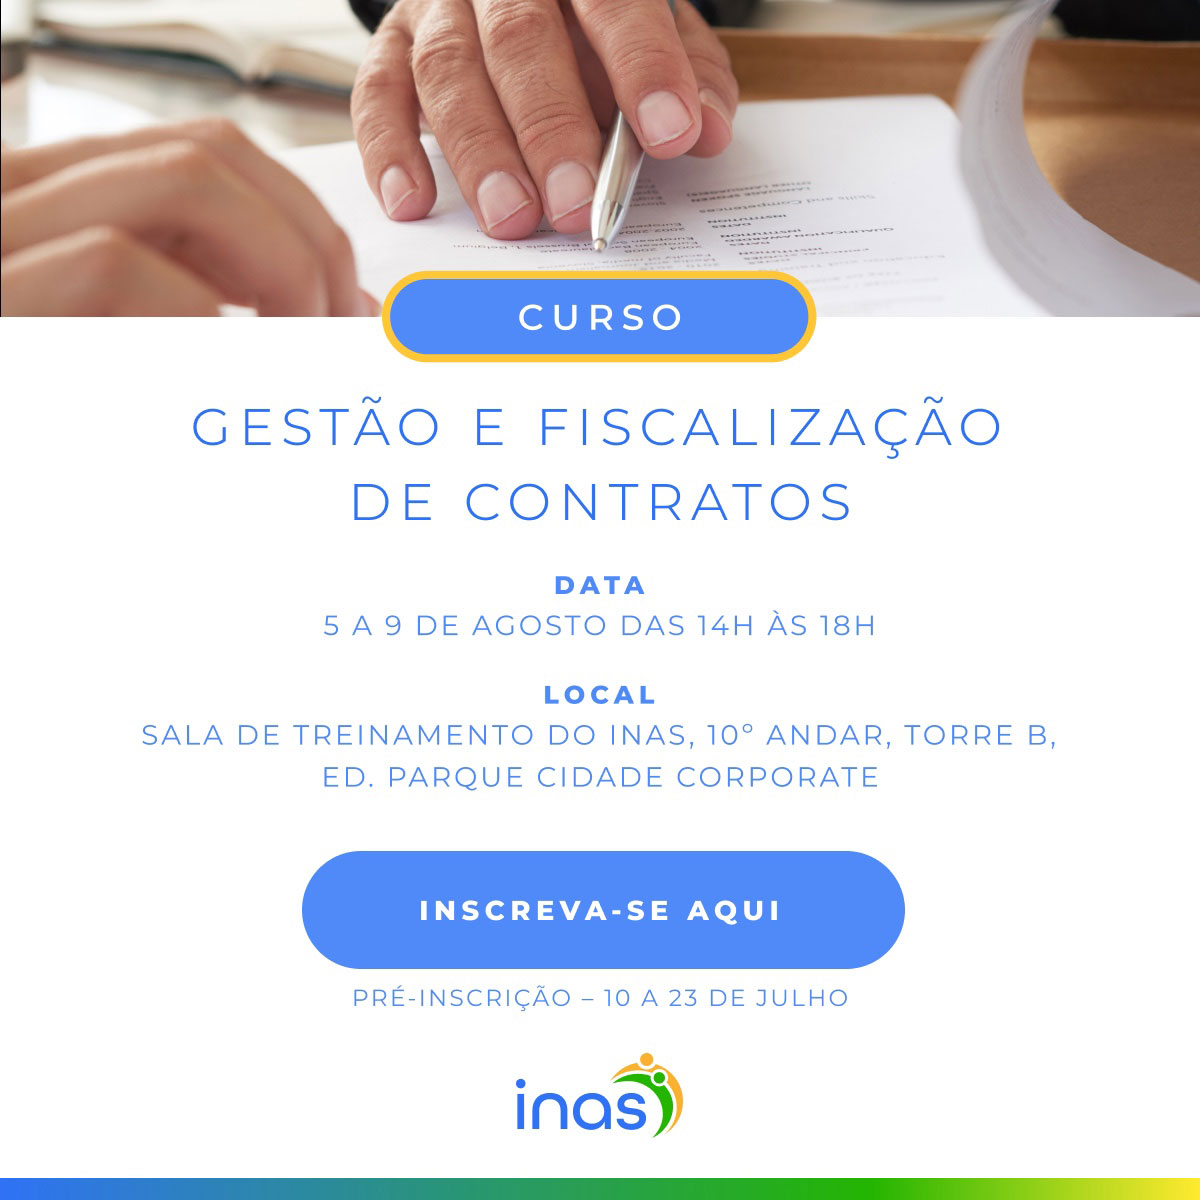 CURSO
GESTÃO E FISCALIZAÇÃO
DE CONTRATOS
DATA
5 A 9 DE AGOSTO DAS 14H ÀS 18H
LOCAL
SALA DE TREINAMENTO DO INAS, 10º ANDAR, TORRE B,
ED. PARQUE CIDADE CORPORATE
INSCREVA-SE AQUI
PRÉ-INSCRIÇÃO – 10 A 23 DE JULHO
inas